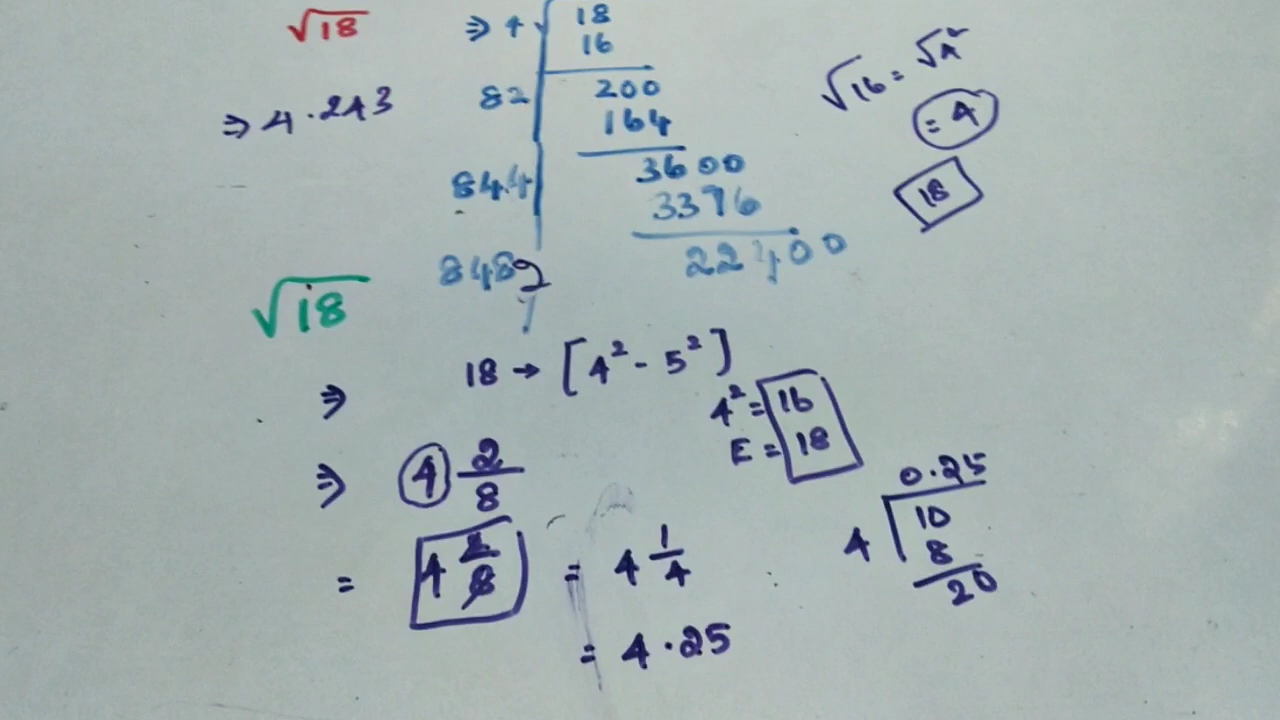 √18 ⇒ 4 √ 18
16
⇒ 4.243
82 200
164
844 3600
3376
8482 22400
√16 = √4²
= 4
18
√18
⇒ 18 → [4² - 5²]
4² = 16
E = 18
⇒ 4 2/8
= 4 2/8 = 4 1/4
= 4.25
0.25
4 10
8
20